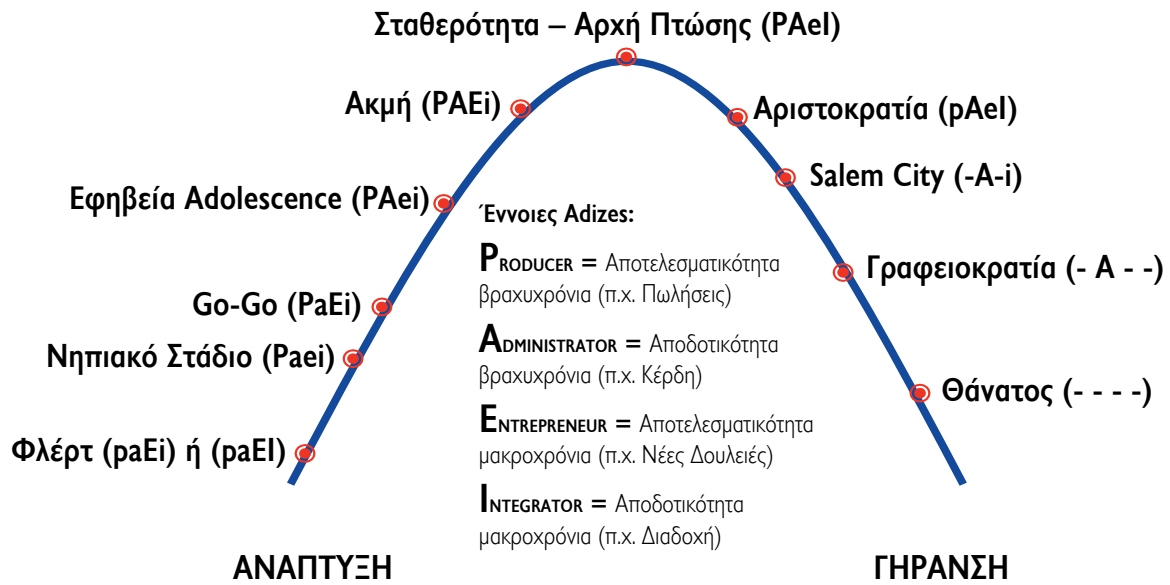 Σταθερότητα – Αρχή Πτώσης (PAeI)
Ακμή (PAEi)
Αριστοκρατία (pAeI)
Salem City (-A-i)
Εφηβεία Adolescence (PAei)
Έννοιες Adizes:
PRODUCER = Αποτελεσματικότητα
βραχυχρόνια (π.χ. Πωλήσεις)
Γραφειοκρατία (- A - -)
Go-Go (PaEi)
ADMINISTRATOR = Αποδοτικότητα
βραχυχρόνια (π.χ. Κέρδη)
Νηπιακό Στάδιο (Paei)
Θάνατος (- - - -)
ENTREPRENEUR = Αποτελεσματικότητα
μακροχρόνια (π.χ. Νέες Δουλειές)
Φλέρτ (paEi) ή (paEI)
INTEGRATOR = Αποδοτικότητα
μακροχρόνια (π.χ. Διαδοχή)
ΑΝΑΠΤΥΞΗ
ΓΗΡΑΝΣΗ